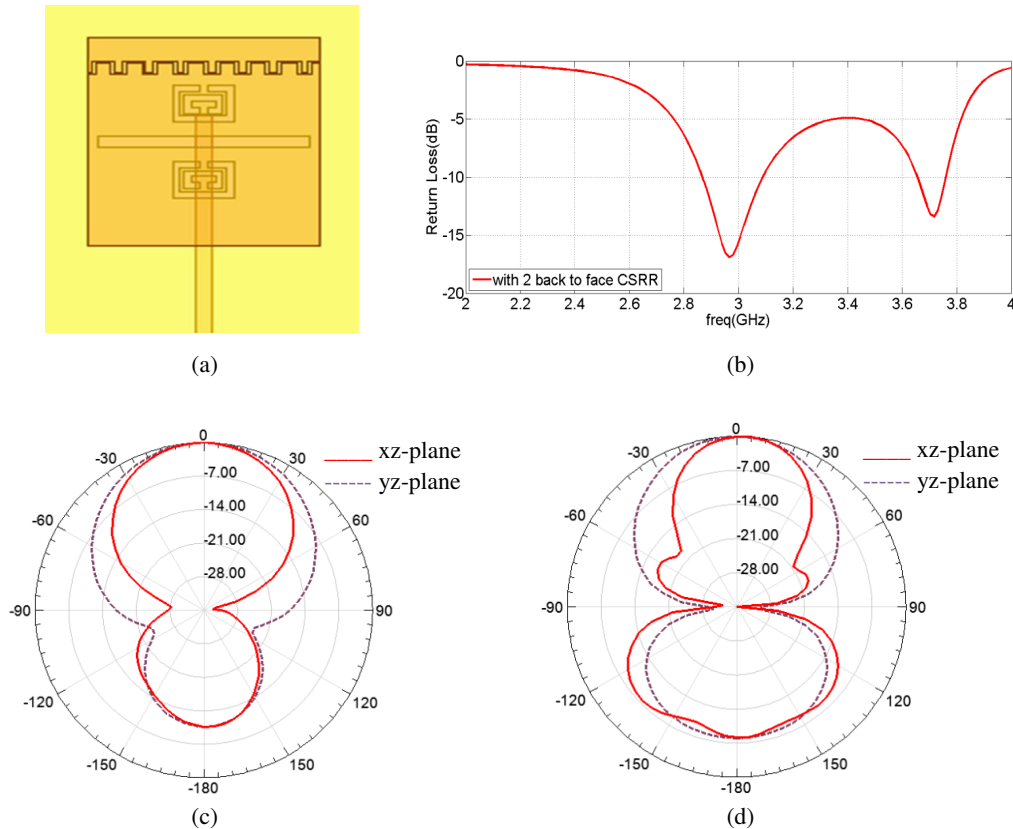 (a)
0
-5
-10
-15
-20
Return Loss(dB)
with 2 back to face CSRR
2 2.2 2.4 2.6 2.8 3 3.2 3.4 3.6 3.8 4
freq(GHz)
(b)
0
-30 30
-60 60
-90 90
-120 120
-150 150
-180
-7.00
-14.00
-21.00
-28.00
xz-plane
yz-plane
(c)
0
-30 30
-60 60
-90 90
-120 120
-150 150
-180
-7.00
-14.00
-21.00
-28.00
xz-plane
yz-plane
(d)